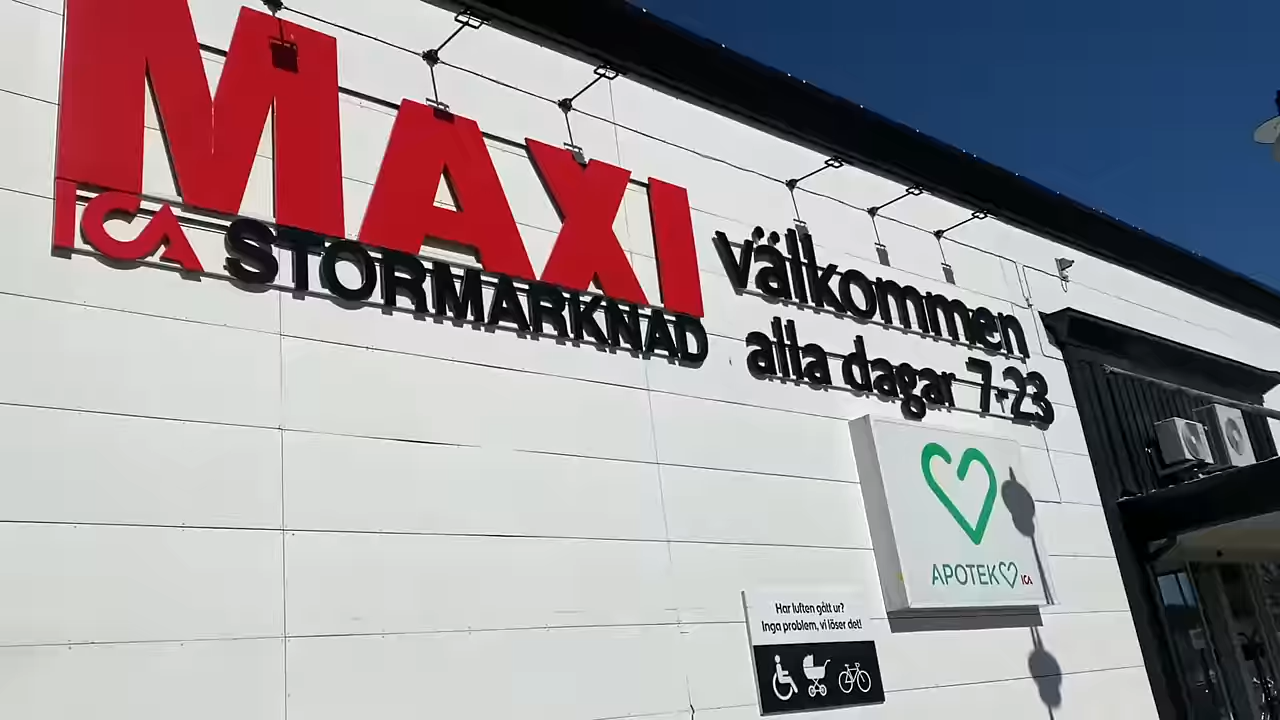 MAXI
ICA STORMARKNAD
välkommen
alla dagar 7-23
APOTEK ICA
Har luften gått ur?
Inga problem, vi löser det!